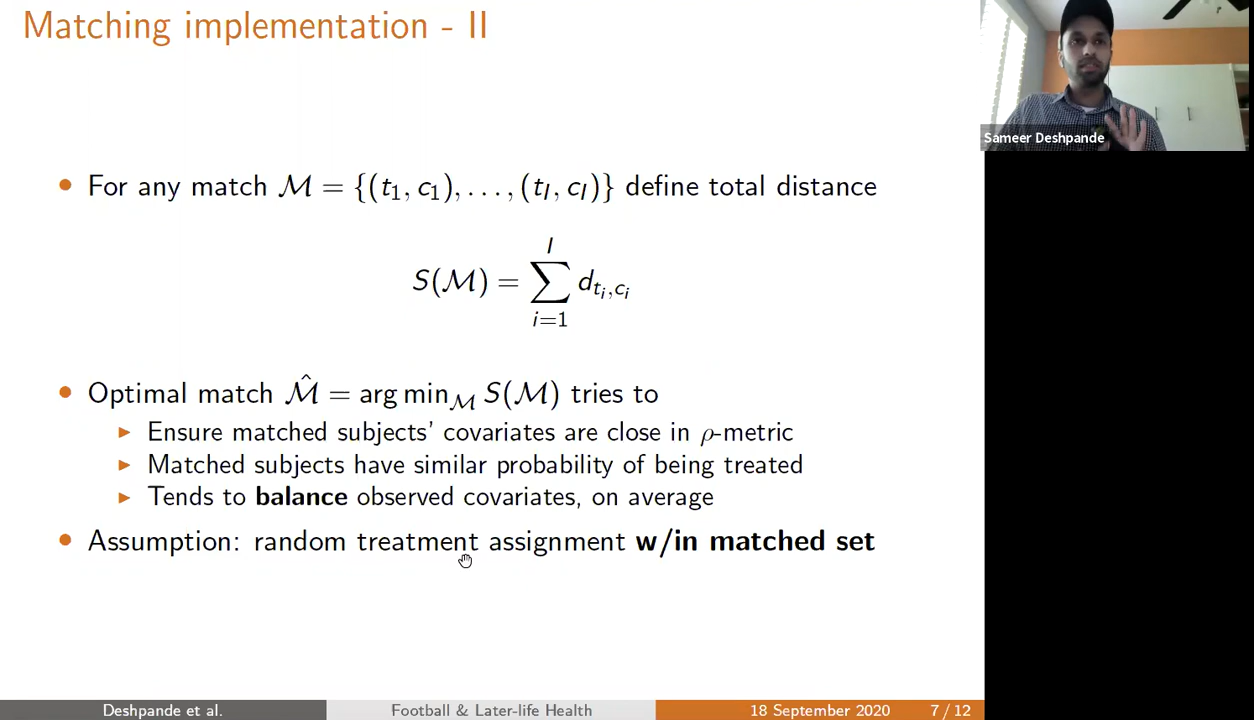 Matching implementation - II
Sameer Deshpande
• For any match ℳ = {(t₁, c₁), . . . , (t_I, c_I)} define total distance
S(ℳ) = ∑_{i=1}^{I} d_{t_i,c_i}
• Optimal match ℳ̂ = arg min_ℳ S(ℳ) tries to
▶ Ensure matched subjects' covariates are close in ρ-metric
▶ Matched subjects have similar probability of being treated
▶ Tends to balance observed covariates, on average
• Assumption: random treatment assignment w/in matched set
Deshpande et al. Football & Later-life Health 18 September 2020 7 / 12